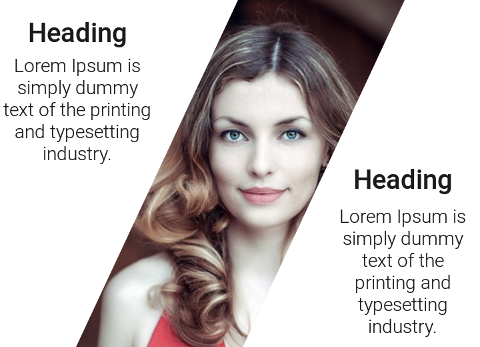 Heading
Lorem Ipsum is
simply dummy
text of the printing
and typesetting
industry.
Heading
Lorem Ipsum is
simply dummy
text of the
printing and
typesetting
industry.